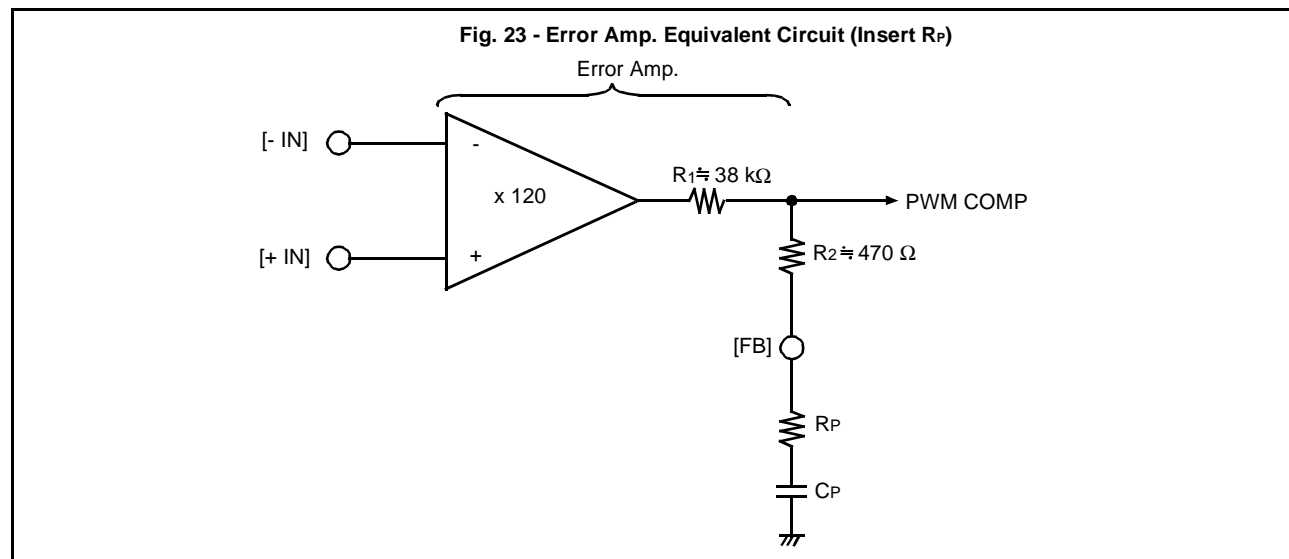 Fig. 23 - Error Amp. Equivalent Circuit (Insert RP)
Error Amp.
[- IN]
-
R1≒ 38 kΩ
x 120
PWM COMP
[+ IN]
+
R2≒ 470 Ω
[FB]
RP
CP